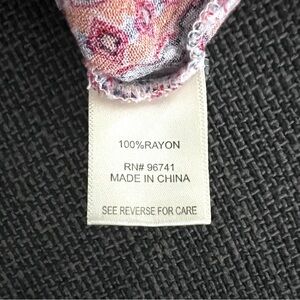 100%RAYON
RN# 96741
MADE IN CHINA
SEE REVERSE FOR CARE